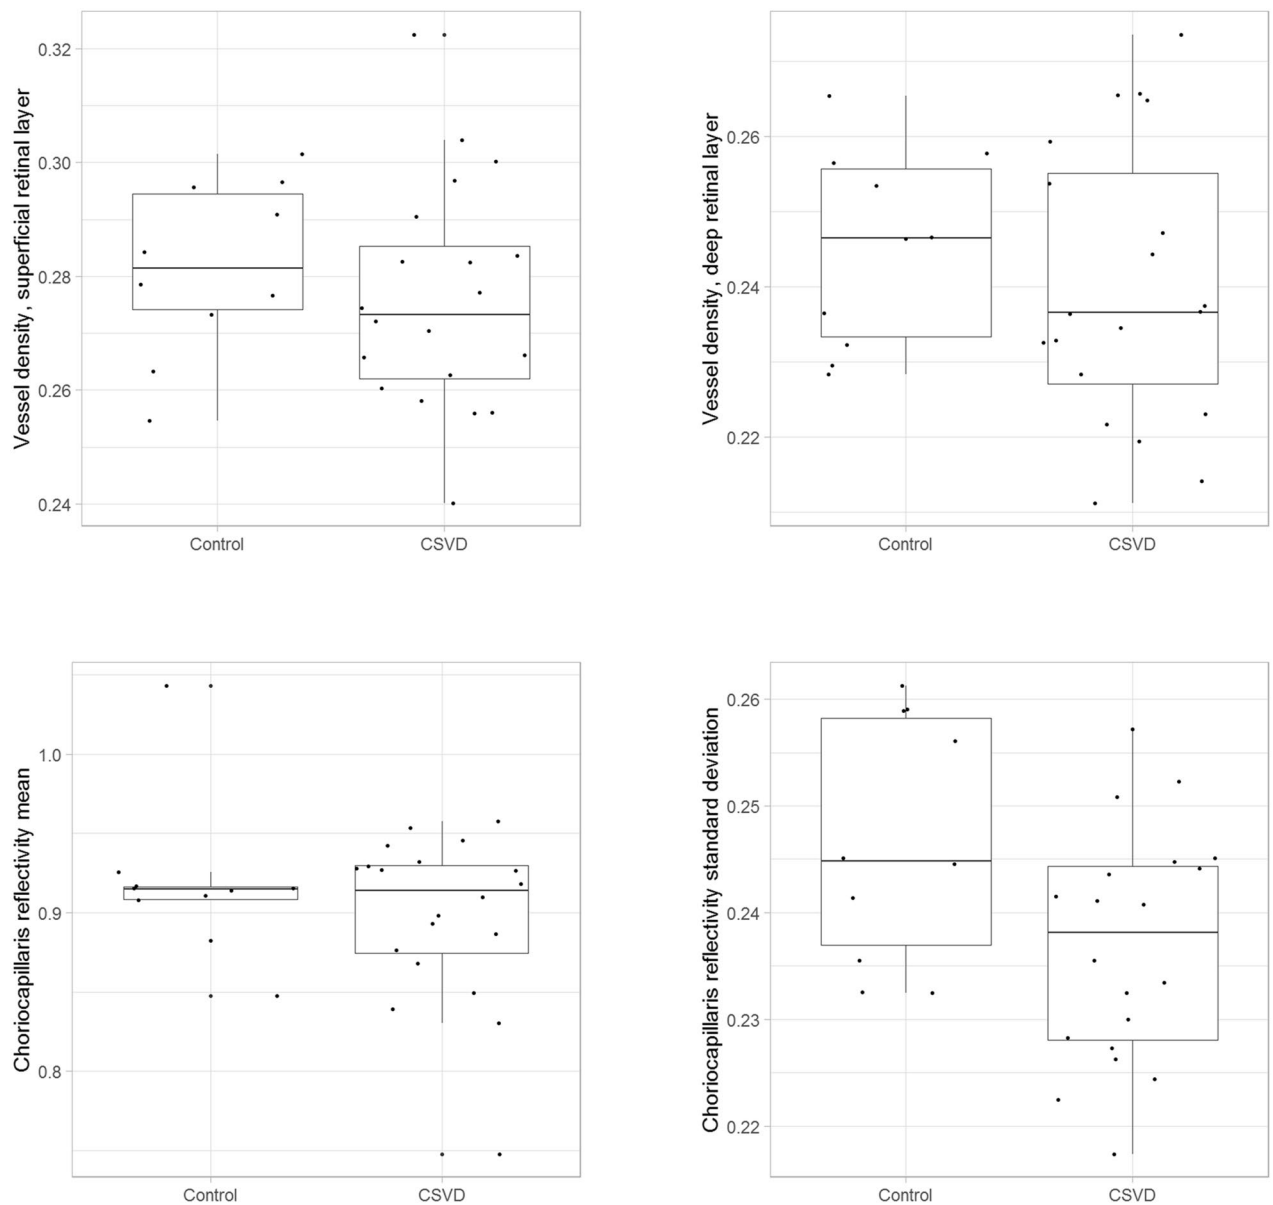 Vessel density, superficial retinal layer
0.32
0.30
0.28
0.26
0.24
Control CSVD
Vessel density, deep retinal layer
0.26
0.24
0.22
Control CSVD
Choriocapillaris reflectivity mean
1.0
0.9
0.8
Control CSVD
Choriocapillaris reflectivity standard deviation
0.26
0.25
0.24
0.23
0.22
Control CSVD